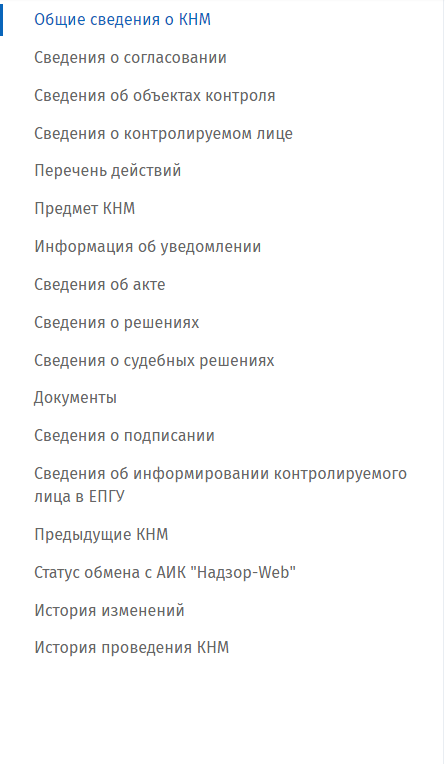 Общие сведения о КНМ
Сведения о согласовании
Сведения об объектах контроля
Сведения о контролируемом лице
Перечень действий
Предмет КНМ
Информация об уведомлении
Сведения об акте
Сведения о решениях
Сведения о судебных решениях
Документы
Сведения о подписании
Сведения об информировании контролируемого
лица в ЕПГУ
Предыдущие КНМ
Статус обмена с АИК "Надзор-Web"
История изменений
История проведения КНМ